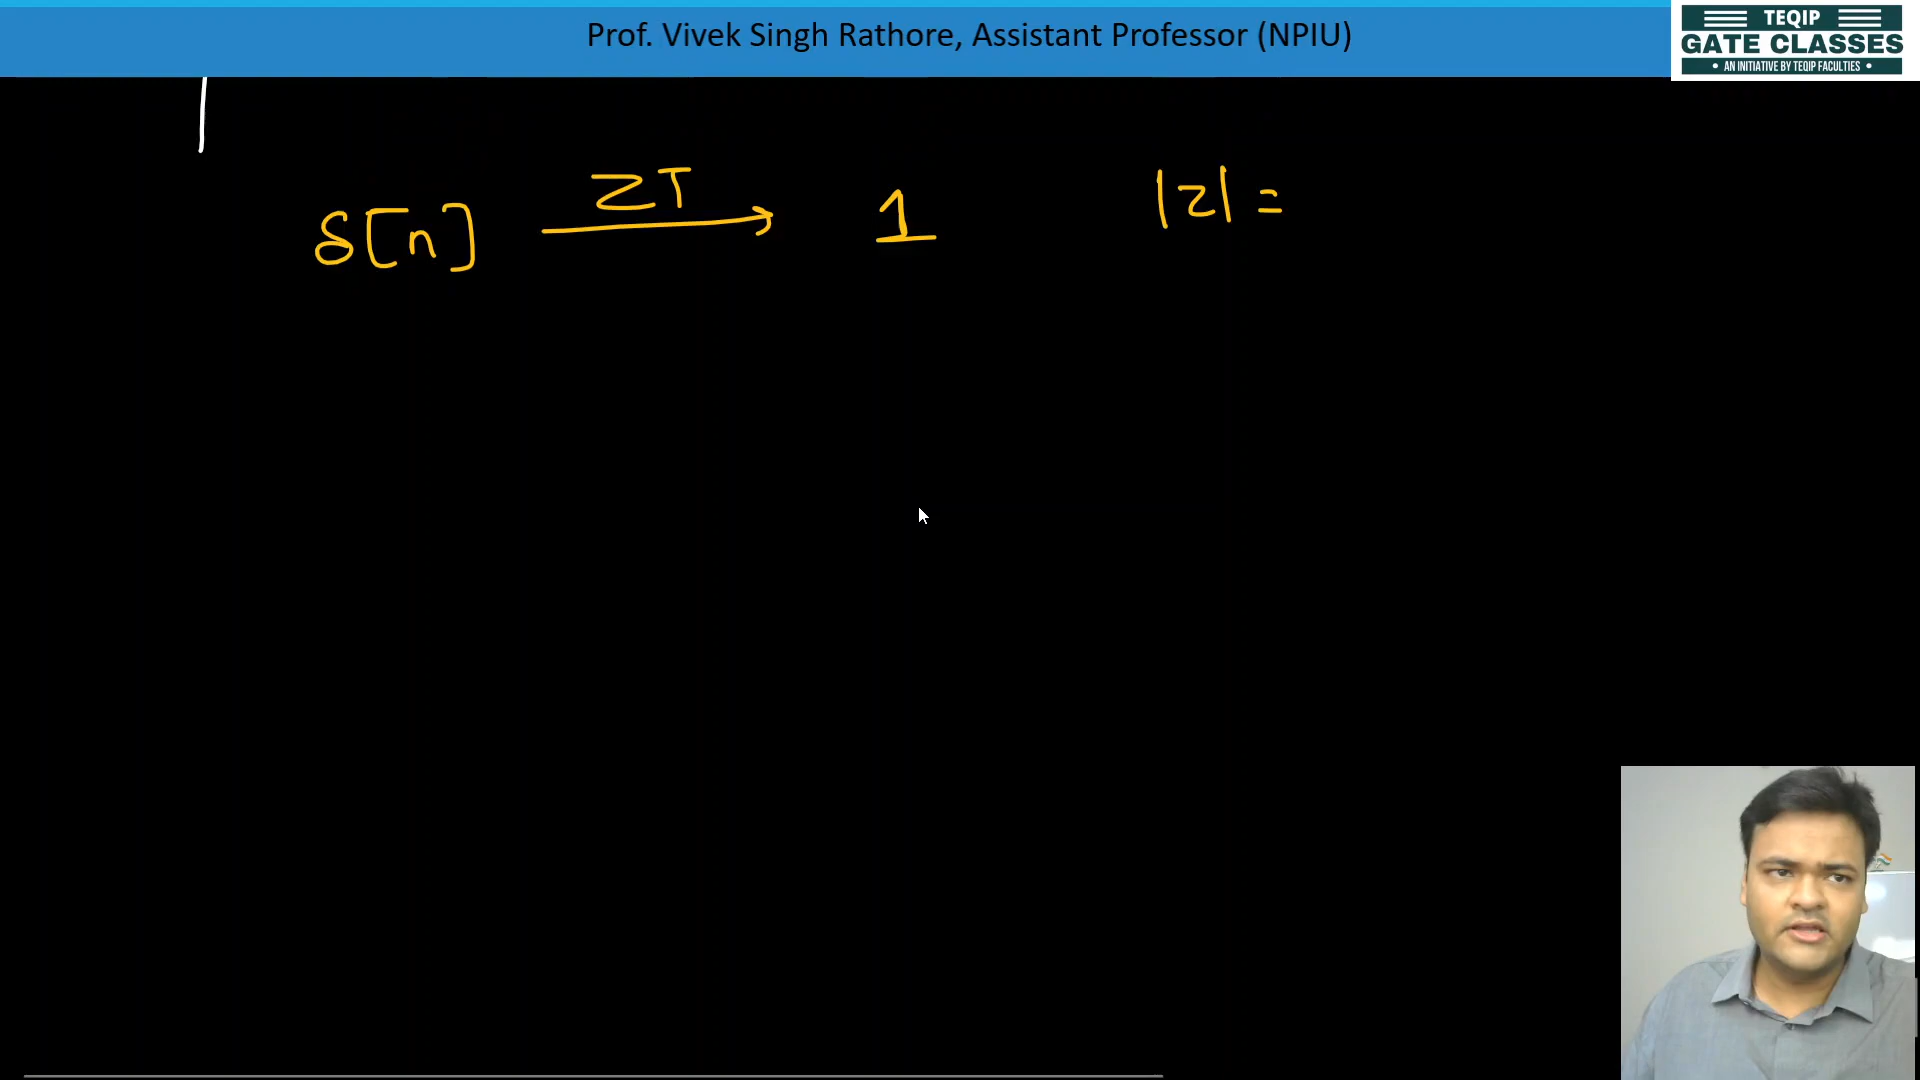 Prof. Vivek Singh Rathore, Assistant Professor (NPIU)
TEQIP
GATE CLASSES
• AN INITIATIVE BY TEQIP FACULTIES •
δ[n] ZT→ 1 |z| =